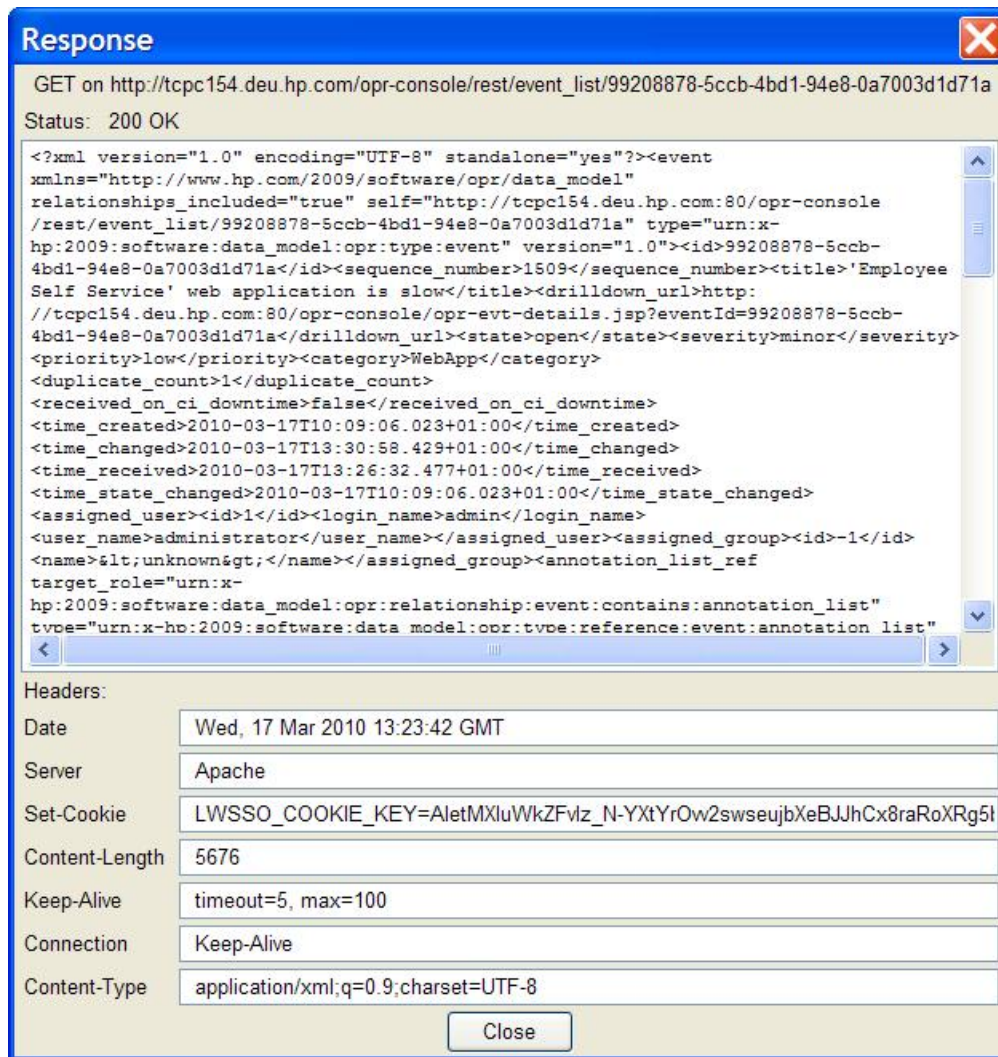 Response
GET on http://tcpc154.deu.hp.com/opr-console/rest/event_list/99208878-5ccb-4bd1-94e8-0a7003d1d71a
Status: 200 OK
<?xml version="1.0" encoding="UTF-8" standalone="yes"?><event
xmlns="http://www.hp.com/2009/software/opr/data_model"
relationships_included="true" self="http://tcpc154.deu.hp.com:80/opr-console
/rest/event_list/99208878-5ccb-4bd1-94e8-0a7003d1d71a" type="urn:x-
hp:2009:software:data_model:opr:type:event" version="1.0"><id>99208878-5ccb-
4bd1-94e8-0a7003d1d71a</id><sequence_number>1509</sequence_number><title>'Employee
Self Service' web application is slow</title><drilldown_url>http:
//tcpc154.deu.hp.com:80/opr-console/opr-evt-details.jsp?eventId=99208878-5ccb-
4bd1-94e8-0a7003d1d71a</drilldown_url><state>open</state><severity>minor</severity>
<priority>low</priority><category>WebApp</category>
<duplicate_count>1</duplicate_count>
<received_on_ci_downtime>false</received_on_ci_downtime>
<time_created>2010-03-17T10:09:06.023+01:00</time_created>
<time_changed>2010-03-17T13:30:58.429+01:00</time_changed>
<time_received>2010-03-17T13:26:32.477+01:00</time_received>
<time_state_changed>2010-03-17T10:09:06.023+01:00</time_state_changed>
<assigned_user><id>1</id><login_name>admin</login_name>
<user_name>administrator</user_name></assigned_user><assigned_group><id>-1</id>
<name>&lt;unknown&gt;</name></assigned_group><annotation_list_ref
target_role="urn:x-
hp:2009:software:data_model:opr:relationship:event:contains:annotation_list"
type="urn:x-hp:2009:software:data_model:opr:type:reference:event:annotation_list"
Headers:
Date Wed, 17 Mar 2010 13:23:42 GMT
Server Apache
Set-Cookie LWSSO_COOKIE_KEY=AletMXluWkZFvlz_N-YXtYrOw2swseujbXeBJJhCx8raRoXRg5
Content-Length 5676
Keep-Alive timeout=5, max=100
Connection Keep-Alive
Content-Type application/xml;q=0.9;charset=UTF-8
Close